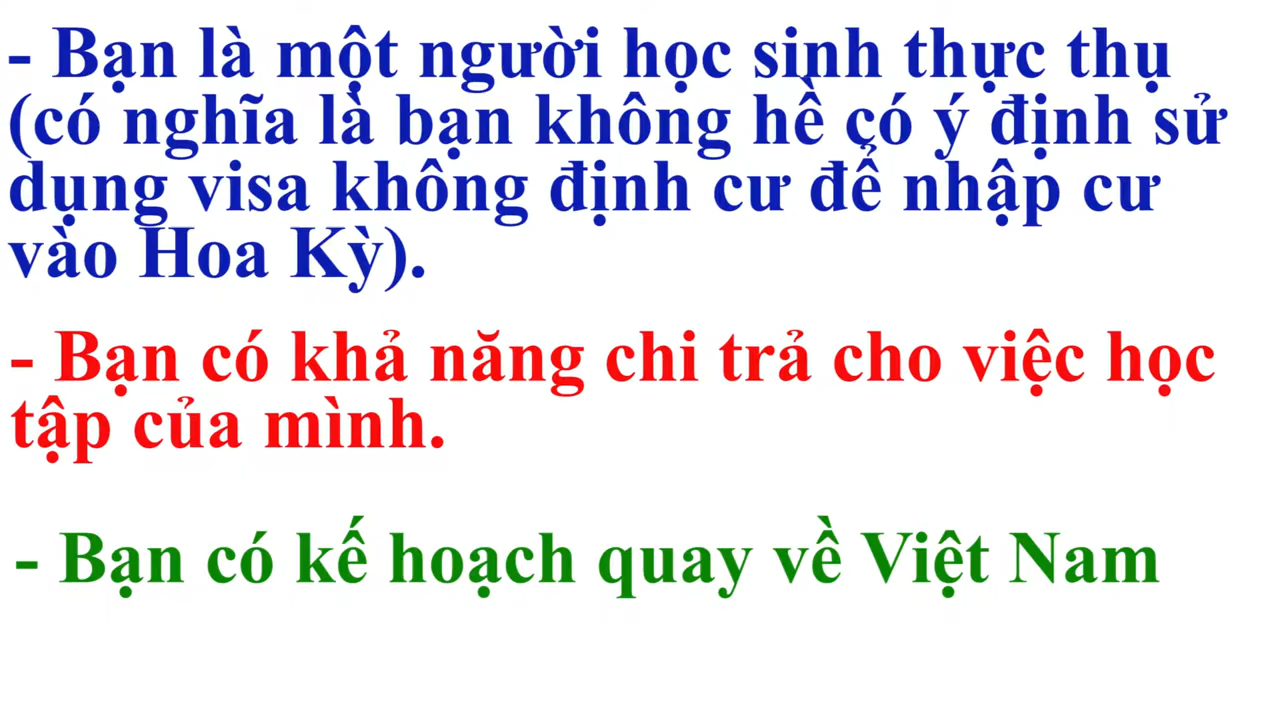 - Bạn là một người học sinh thực thụ
(có nghĩa là bạn không hề có ý định sử
dụng visa không định cư để nhập cư
vào Hoa Kỳ).
- Bạn có khả năng chi trả cho việc học
tập của mình.
- Bạn có kế hoạch quay về Việt Nam